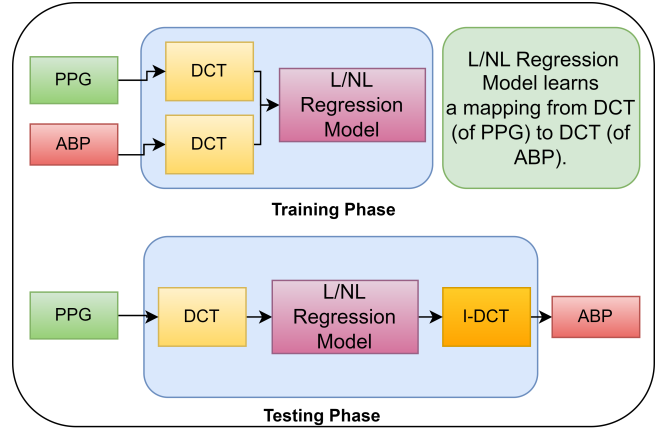 PPG
DCT
L/NL
Regression
Model
ABP
DCT
L/NL Regression
Model learns
a mapping from DCT
(of PPG) to DCT (of
ABP).
Training Phase
PPG
DCT
L/NL
Regression
Model
I-DCT
ABP
Testing Phase